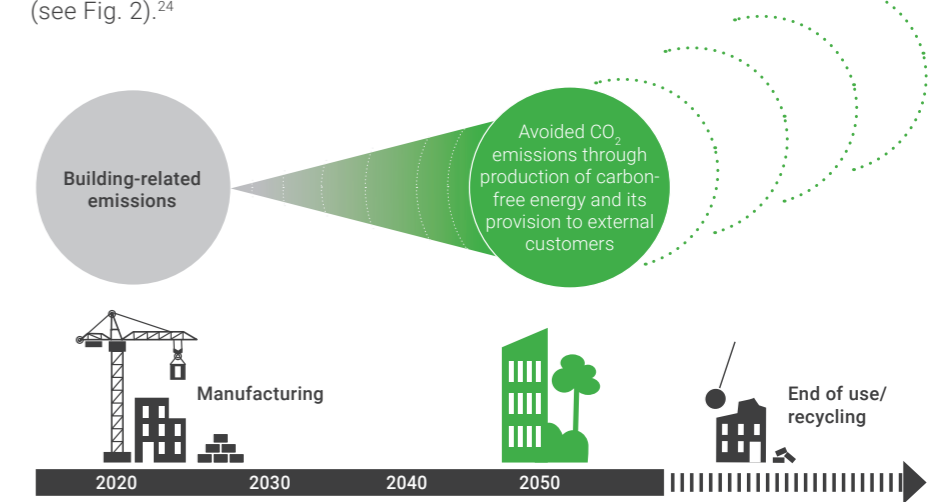 (see Fig. 2).24
Building-related
emissions
Avoided CO2
emissions through
production of carbon-
free energy and its
provision to external
customers
Manufacturing
End of use/
recycling
2020 2030 2040 2050